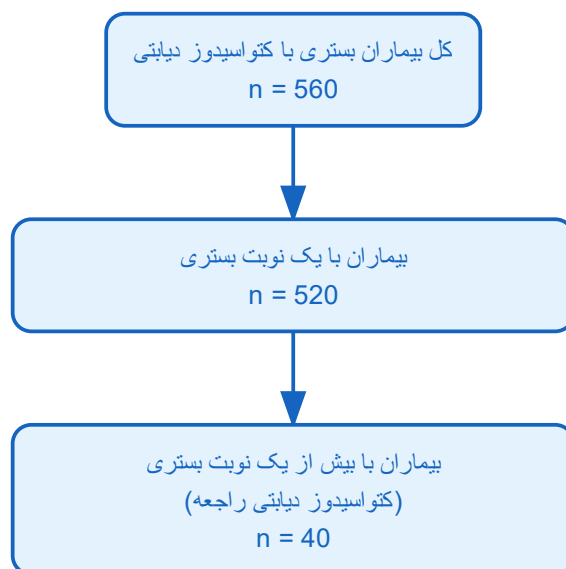 کل بیماران بستری با کتواسیدوز دیابتی
n = 560
بیماران با یک نوبت بستری
n = 520
بیماران با بیش از یک نوبت بستری
(کتواسیدوز دیابتی راجعه)
n = 40